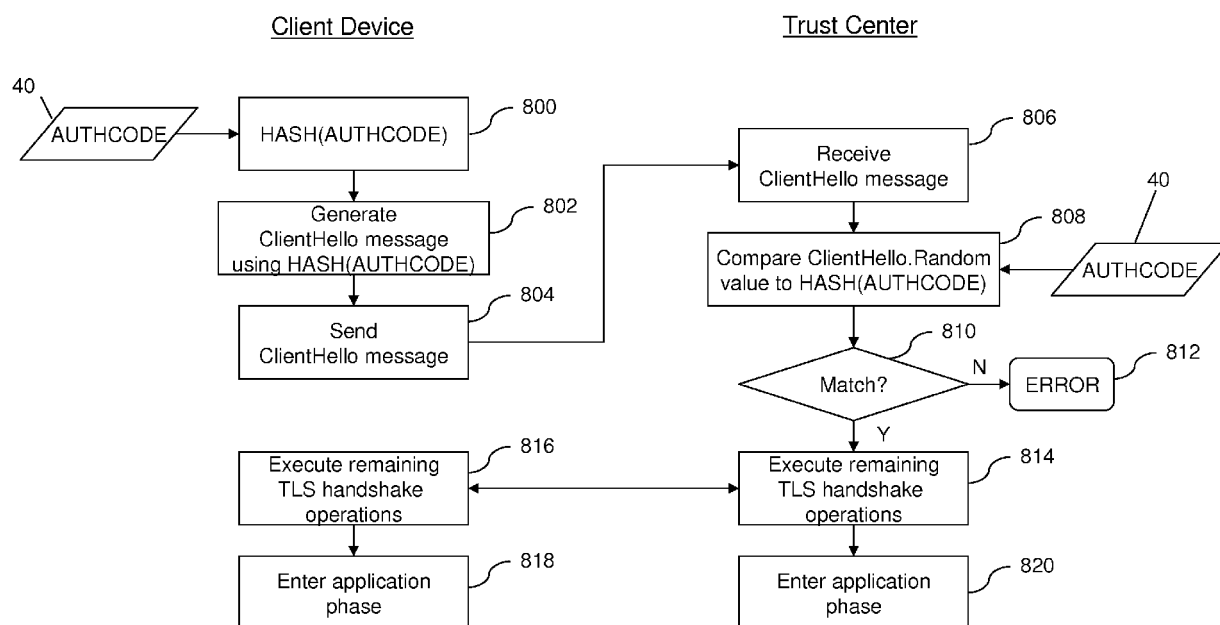 Client Device
Trust Center
40
AUTHCODE
HASH(AUTHCODE)
800
Generate
ClientHello message
using HASH(AUTHCODE)
802
Send
ClientHello message
804
Receive
ClientHello message
806
Compare ClientHello.Random
value to HASH(AUTHCODE)
808
40
AUTHCODE
Match?
810
N
ERROR
812
Y
Execute remaining
TLS handshake
operations
816
Execute remaining
TLS handshake
operations
814
Enter application
phase
818
Enter application
phase
820